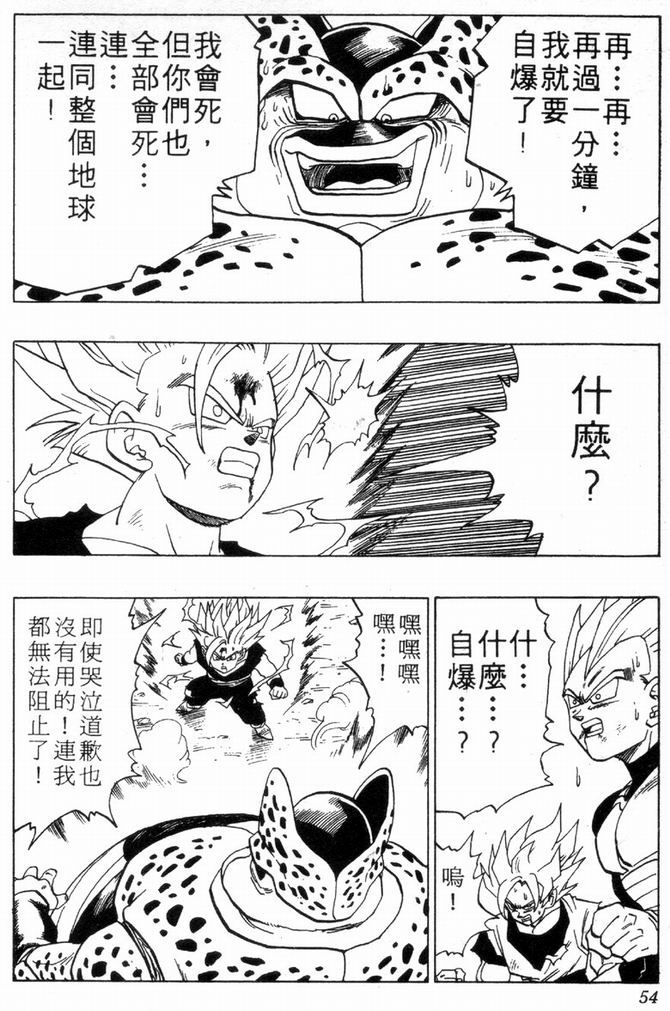 再…再…
再過一分鐘，
我就要
自爆了！
我會死，
但你們也
全部會死…
連…
連同整個地球
一起！
什麼？
什…
什麼…？
自爆…？
嗚！
嘿嘿嘿
嘿…！
即使哭泣道歉也
沒有用的！連我
都無法阻止了！
54